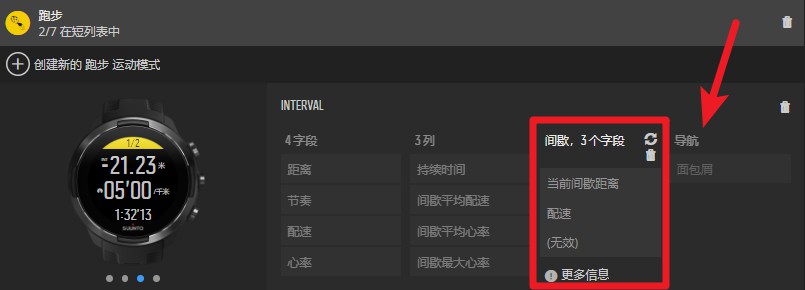 跑步
2/7 在短列表中
创建新的 跑步 运动模式
1/2
21.23 米
05'00 /千米
1:32'13
SUUNTO
INTERVAL
4 字段
距离
节奏
配速
心率
3 列
持续时间
间歇平均配速
间歇平均心率
间歇最大心率
间歇，3 个字段
当前间歇距离
配速
(无效)
更多信息
导航
面包屑